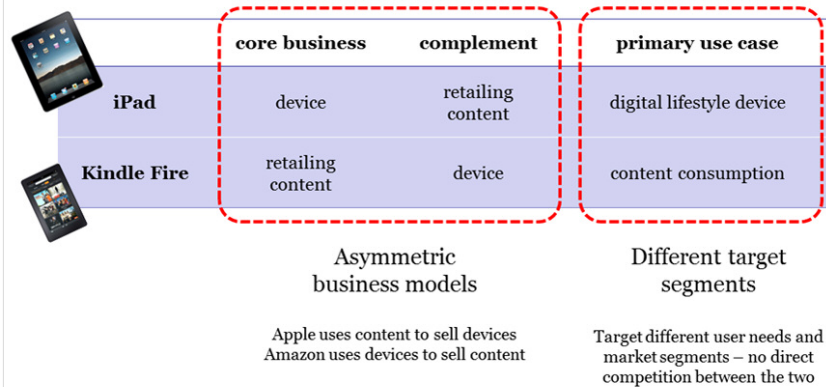 core business complement primary use case
iPad device retailing content digital lifestyle device
Kindle Fire retailing content device content consumption
Asymmetric
business models
Apple uses content to sell devices
Amazon uses devices to sell content
Different target
segments
Target different user needs and
market segments – no direct
competition between the two